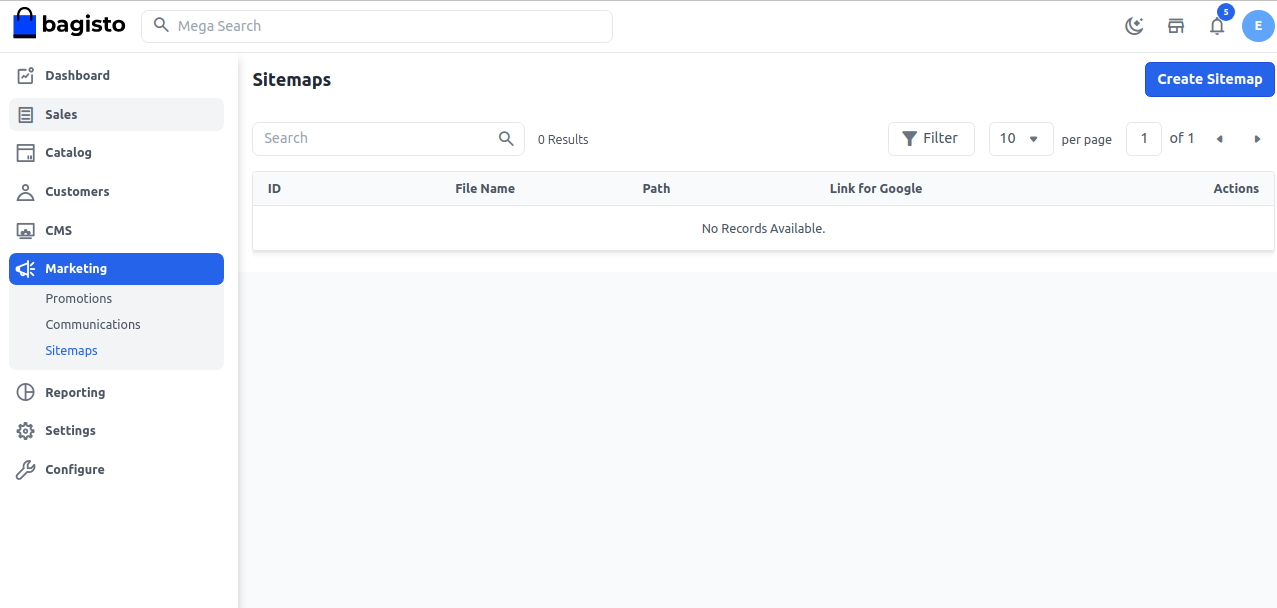 bagisto
Mega Search
5
E
Dashboard
Sales
Catalog
Customers
CMS
Marketing
Promotions
Communications
Sitemaps
Reporting
Settings
Configure
Sitemaps
Create Sitemap
Search
0 Results
Filter
10
per page
1
of 1
ID File Name Path Link for Google Actions
No Records Available.